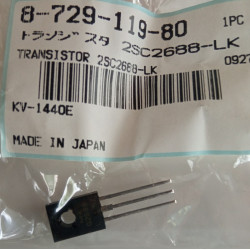 8-729-119-80
1PC
トランジスタ 2SC2688-LK
TRANSISTOR 2SC2688-LK
0927
KV-1440E
MADE IN JAPAN